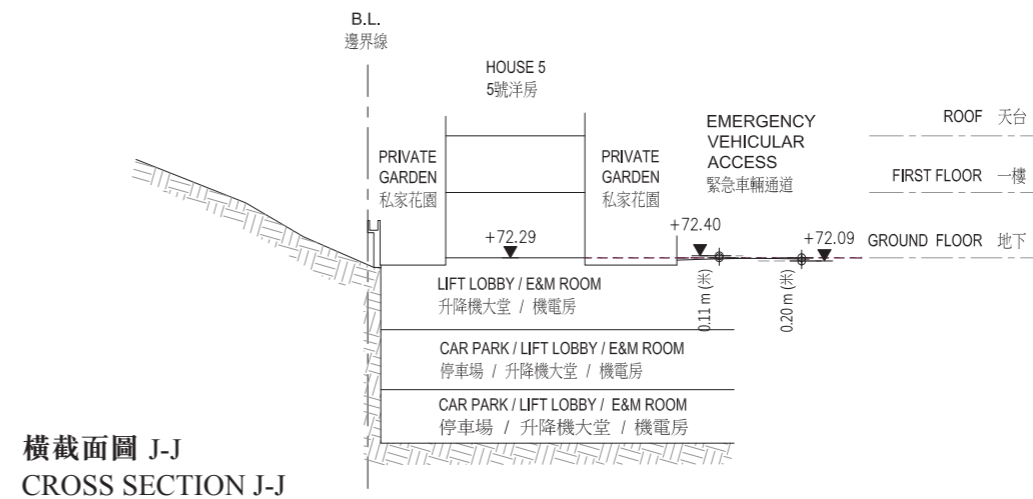 B.L.
邊界線
HOUSE 5
5號洋房
PRIVATE
GARDEN
私家花園
PRIVATE
GARDEN
私家花園
EMERGENCY
VEHICULAR
ACCESS
緊急車輛通道
ROOF 天台
FIRST FLOOR 一樓
GROUND FLOOR 地下
+72.29
+72.40
+72.09
0.11 m (米)
0.20 m (米)
LIFT LOBBY / E&M ROOM
升降機大堂 / 機電房
CAR PARK / LIFT LOBBY / E&M ROOM
停車場 / 升降機大堂 / 機電房
CAR PARK / LIFT LOBBY / E&M ROOM
停車場 / 升降機大堂 / 機電房
橫截面圖 J-J
CROSS SECTION J-J